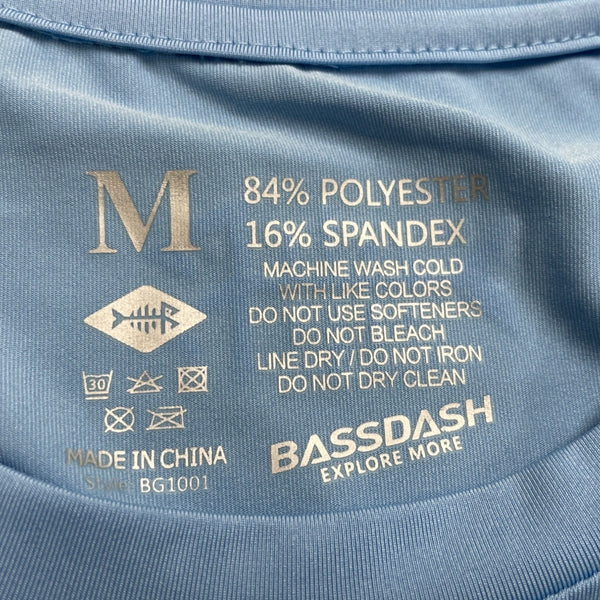 M
84% POLYESTER
16% SPANDEX
MACHINE WASH COLD
WITH LIKE COLORS
DO NOT USE SOFTENERS
DO NOT BLEACH
LINE DRY / DO NOT IRON
DO NOT DRY CLEAN
30
MADE IN CHINA
Style: BG1001
BASSDASH
EXPLORE MORE